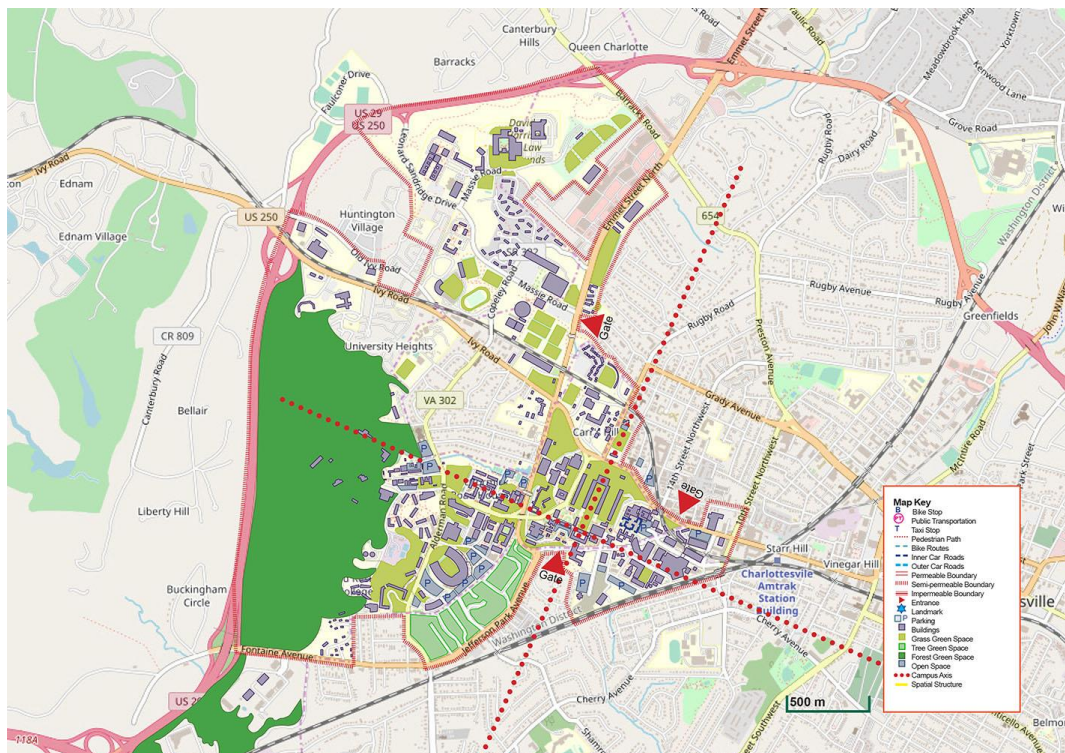 Canterbury
Hills
Queen Charlotte
Barracks
Emmet Street
Meadowbrook
Yorktown
Kenwood Lane
Grove Road
Faulconer Drive
US 29
US 250
Leonard Sandridge Drive
Law
Massie Road
Barracks Road
Rugby Road
Dairy Road
Washington District
Ivy Road
Ednam
Emmet Street North
654
US 250
Huntington
Village
Ednam Village
Old Ivy Road
Ivy Road
Copeley Road
Massie Road
Rugby Road
Rugby Avenue
Rugby Avenue
Greenfields
CR 809
Gate
Preston Avenue
University Heights
Ivy Road
Canterbury Road
Bellair
VA 302
Grady Avenue
McIntire Road
Park Street
14th Street Northwest
10th Street Northwest
Gate
Liberty Hill
Alderman Road
Starr Hill
Vinegar Hill
Gate
Charlottesvile
Amtrak
Station
Building
Buckingham
Circle
Jefferson Park Avenue
Washington District
Cherry Avenue
Fontaine Avenue
Cherry Avenue
118A
500 m
Map Key
B Bike Stop
PT Public Transportation
T Taxi Stop
Pedestrian Path
Bike Routes
Inner Car Roads
Outer Car Roads
Permeable Boundary
Semi-permeable Boundary
Impermeable Boundary
Entrance
Landmark
P Parking
Buildings
Grass Green Space
Tree Green Space
Forest Green Space
Open Space
Campus Axis
Spatial Structure